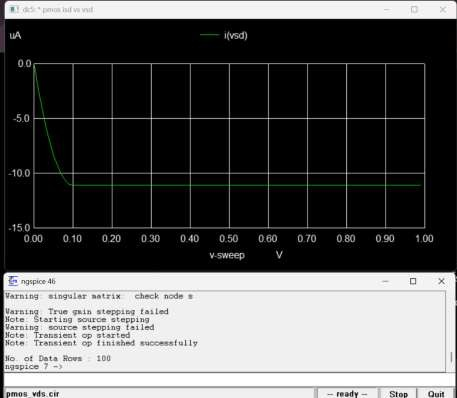 dc5: * pmos isd vs vsd
uA
i(vsd)
0.0
-5.0
-10.0
-15.0
0.00 0.10 0.20 0.30 0.40 0.50 0.60 0.70 0.80 0.90 1.00
v-sweep V
ngspice 46
Warning: singular matrix: check node s
Warning: True gmin stepping failed
Note: Starting source stepping
Warning: source stepping failed
Note: Transient op started
Note: Transient op finished successfully
No. of Data Rows : 100
ngspice 7 ->
pmos_vds.cir
-- ready -- Stop Quit